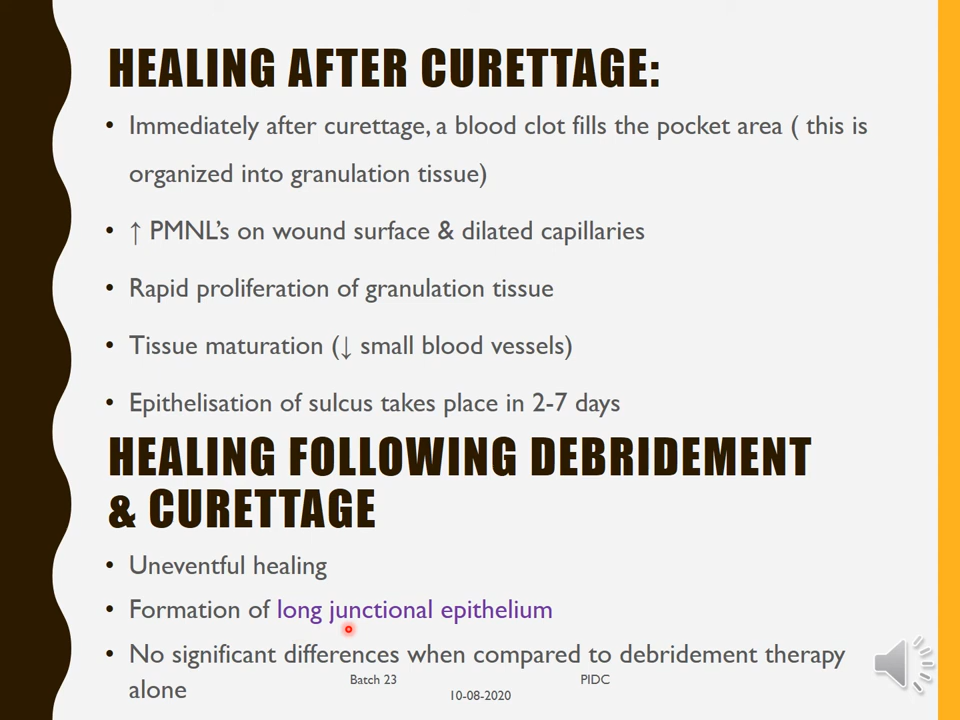 HEALING AFTER CURETTAGE:
• Immediately after curettage, a blood clot fills the pocket area ( this is
organized into granulation tissue)
• ↑ PMNL's on wound surface & dilated capillaries
• Rapid proliferation of granulation tissue
• Tissue maturation (↓ small blood vessels)
• Epithelisation of sulcus takes place in 2-7 days
HEALING FOLLOWING DEBRIDEMENT
& CURETTAGE
• Uneventful healing
• Formation of long junctional epithelium
• No significant differences when compared to debridement therapy
alone
Batch 23 PIDC
10-08-2020